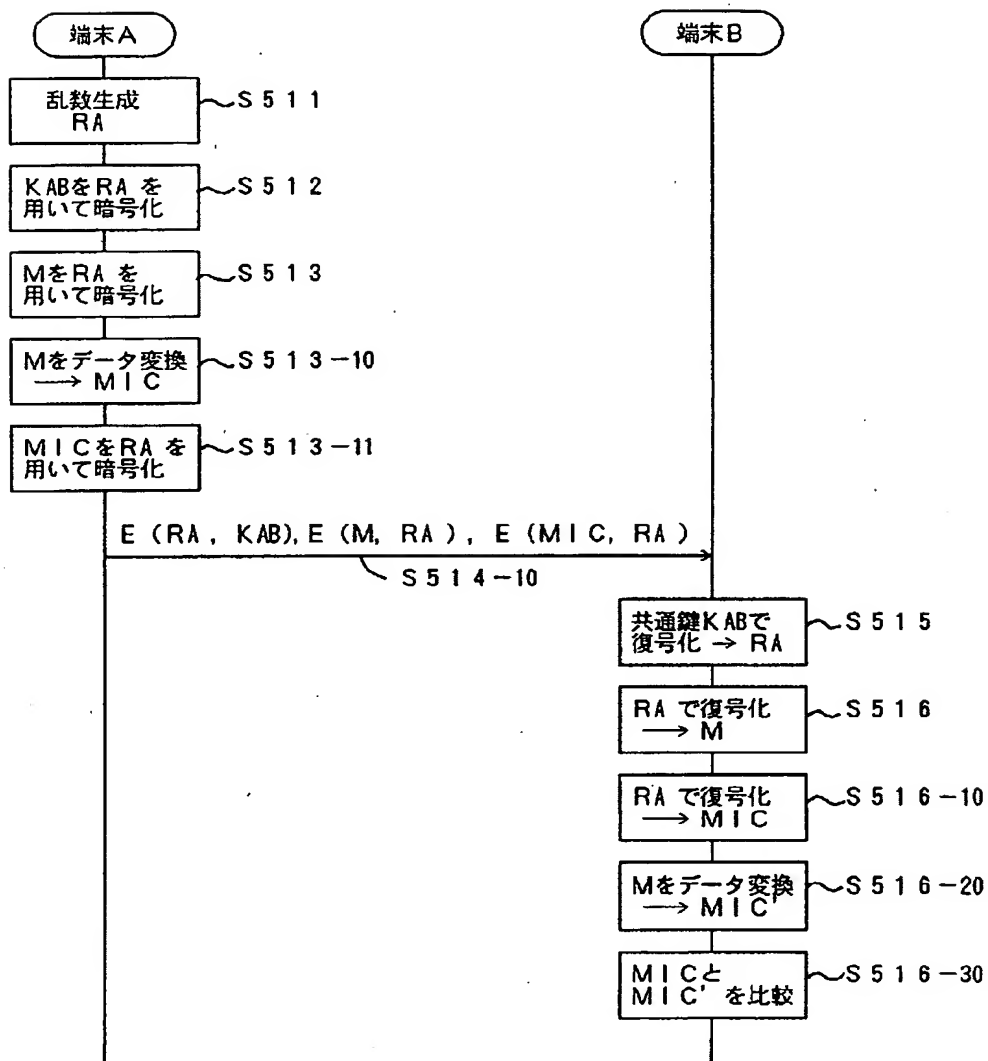 端末A
端末B
乱数生成
RA
S511
KABをRA を
用いて暗号化
S512
MをRA を
用いて暗号化
S513
Mをデータ変換
→ MIC
S513-10
MICをRA を
用いて暗号化
S513-11
E (RA, KAB), E (M, RA), E (MIC, RA)
S514-10
共通鍵KABで
復号化 → RA
S515
RA で復号化
→ M
S516
RA で復号化
→ MIC
S516-10
Mをデータ変換
→ MIC'
S516-20
MICと
MIC' を比較
S516-30